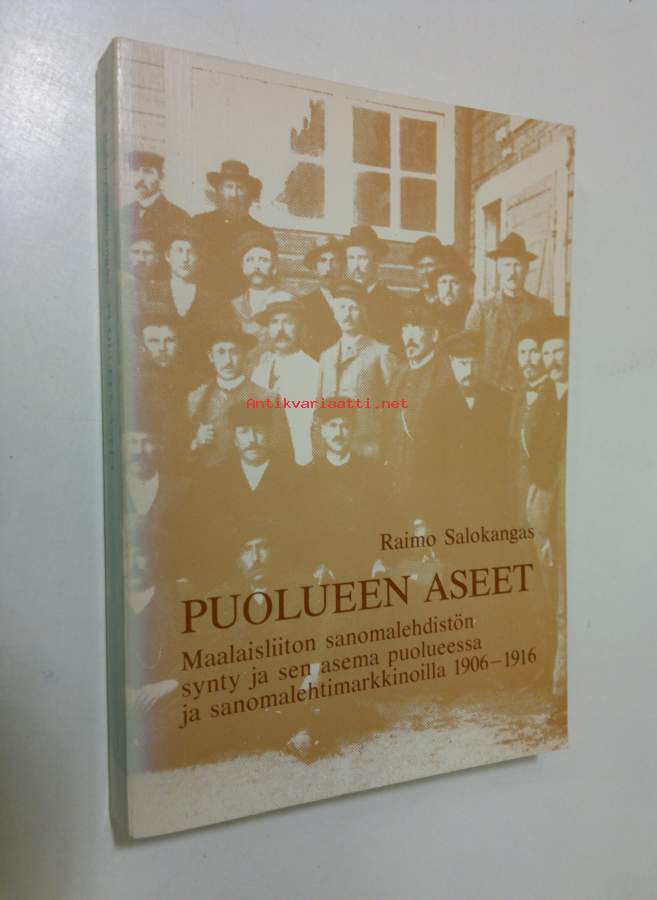 Antikvariaatti.net
Raimo Salokangas
PUOLUEEN ASEET
Maalaisliiton sanomalehdistön
synty ja sen asema puolueessa
ja sanomalehtimarkkinoilla 1906–1916